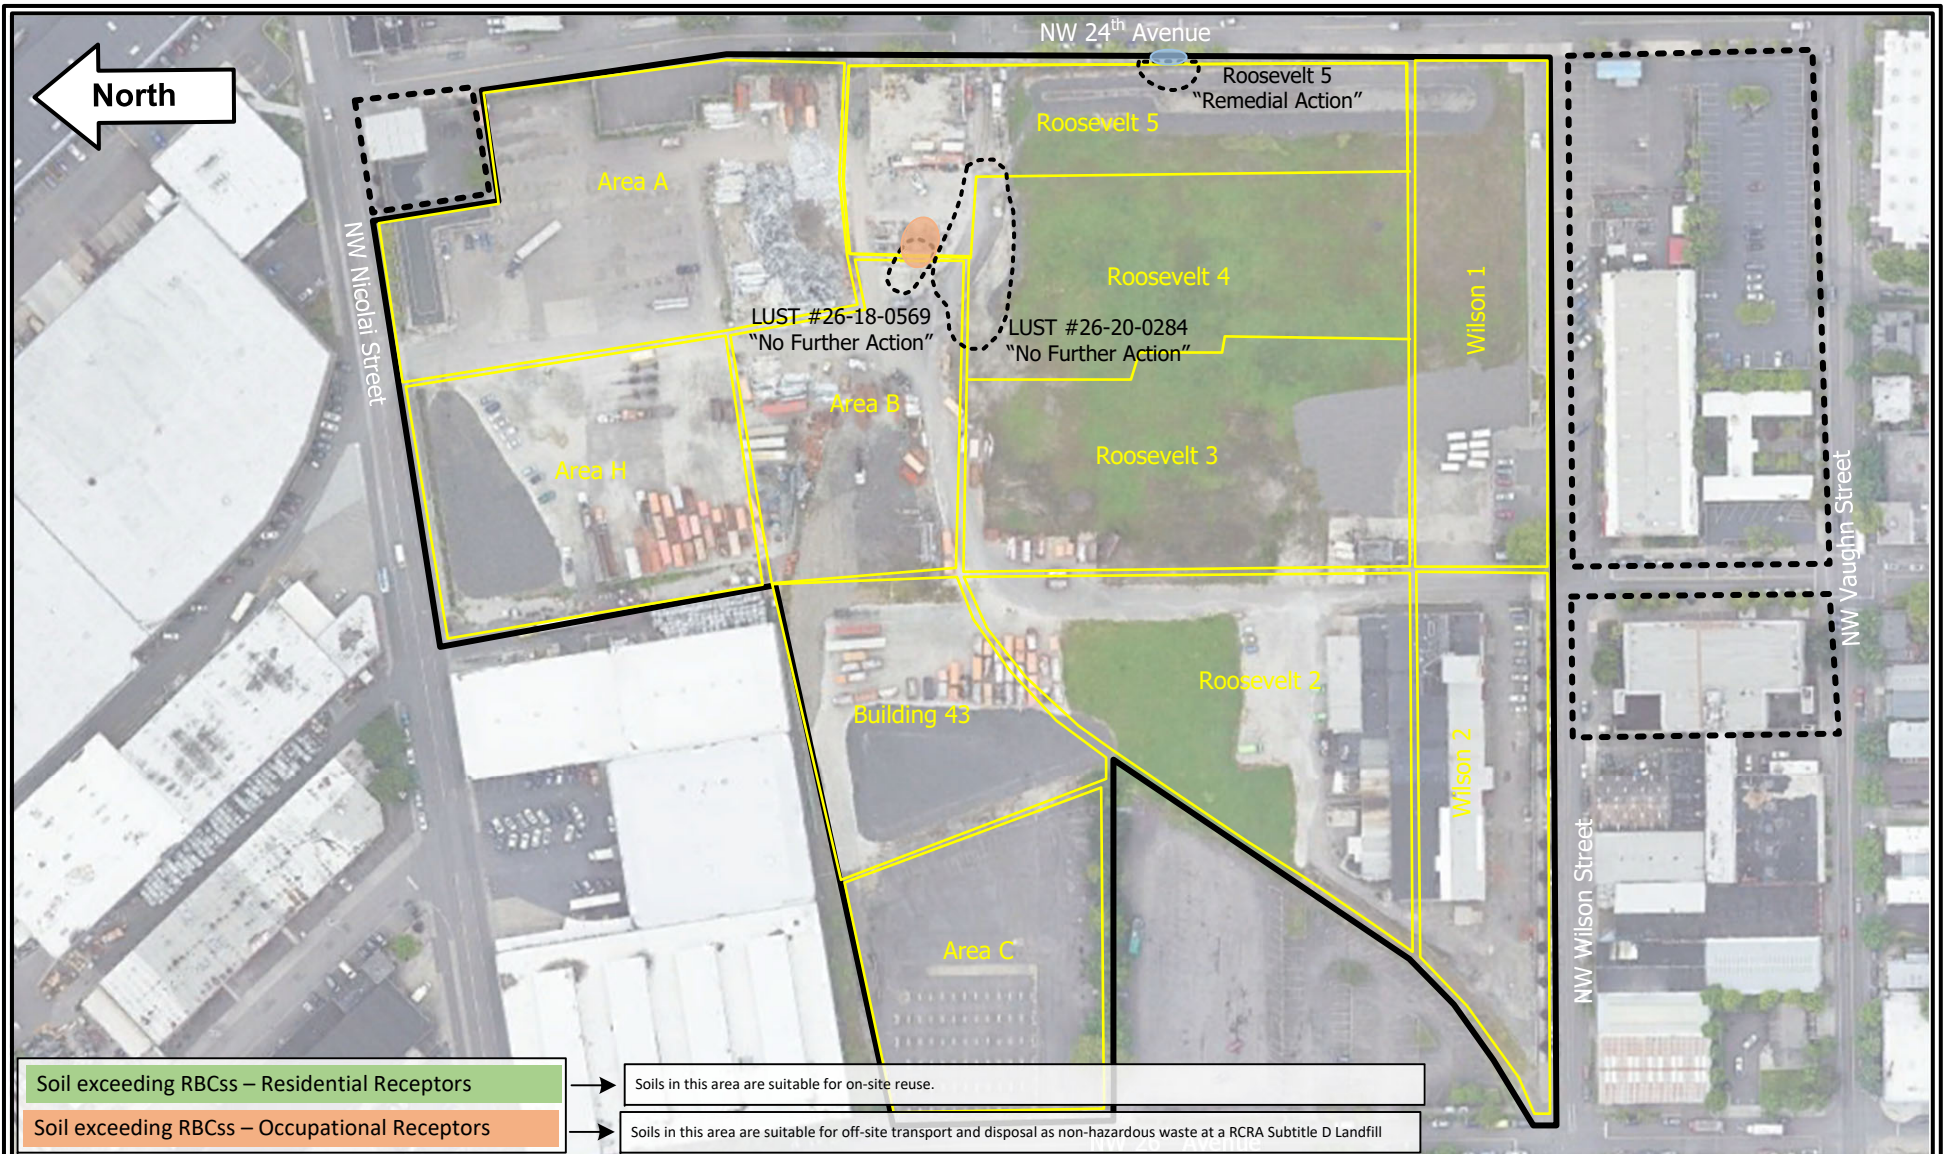 NW 24th Avenue
North
Roosevelt 5
“Remedial Action”
Roosevelt 5
Area A
NW Nicolai Street
Roosevelt 4
Wilson 1
LUST #26-18-0569
“No Further Action”
LUST #26-20-0284
“No Further Action”
Area B
Roosevelt 3
Area H
NW Vaughn Street
Roosevelt 2
Building 43
Wilson 2
NW Wilson Street
Area C
Soil exceeding RBCss – Residential Receptors
Soils in this area are suitable for on-site reuse.
Soil exceeding RBCss – Occupational Receptors
Soils in this area are suitable for off-site transport and disposal as non-hazardous waste at a RCRA Subtitle D Landfill
Avenue